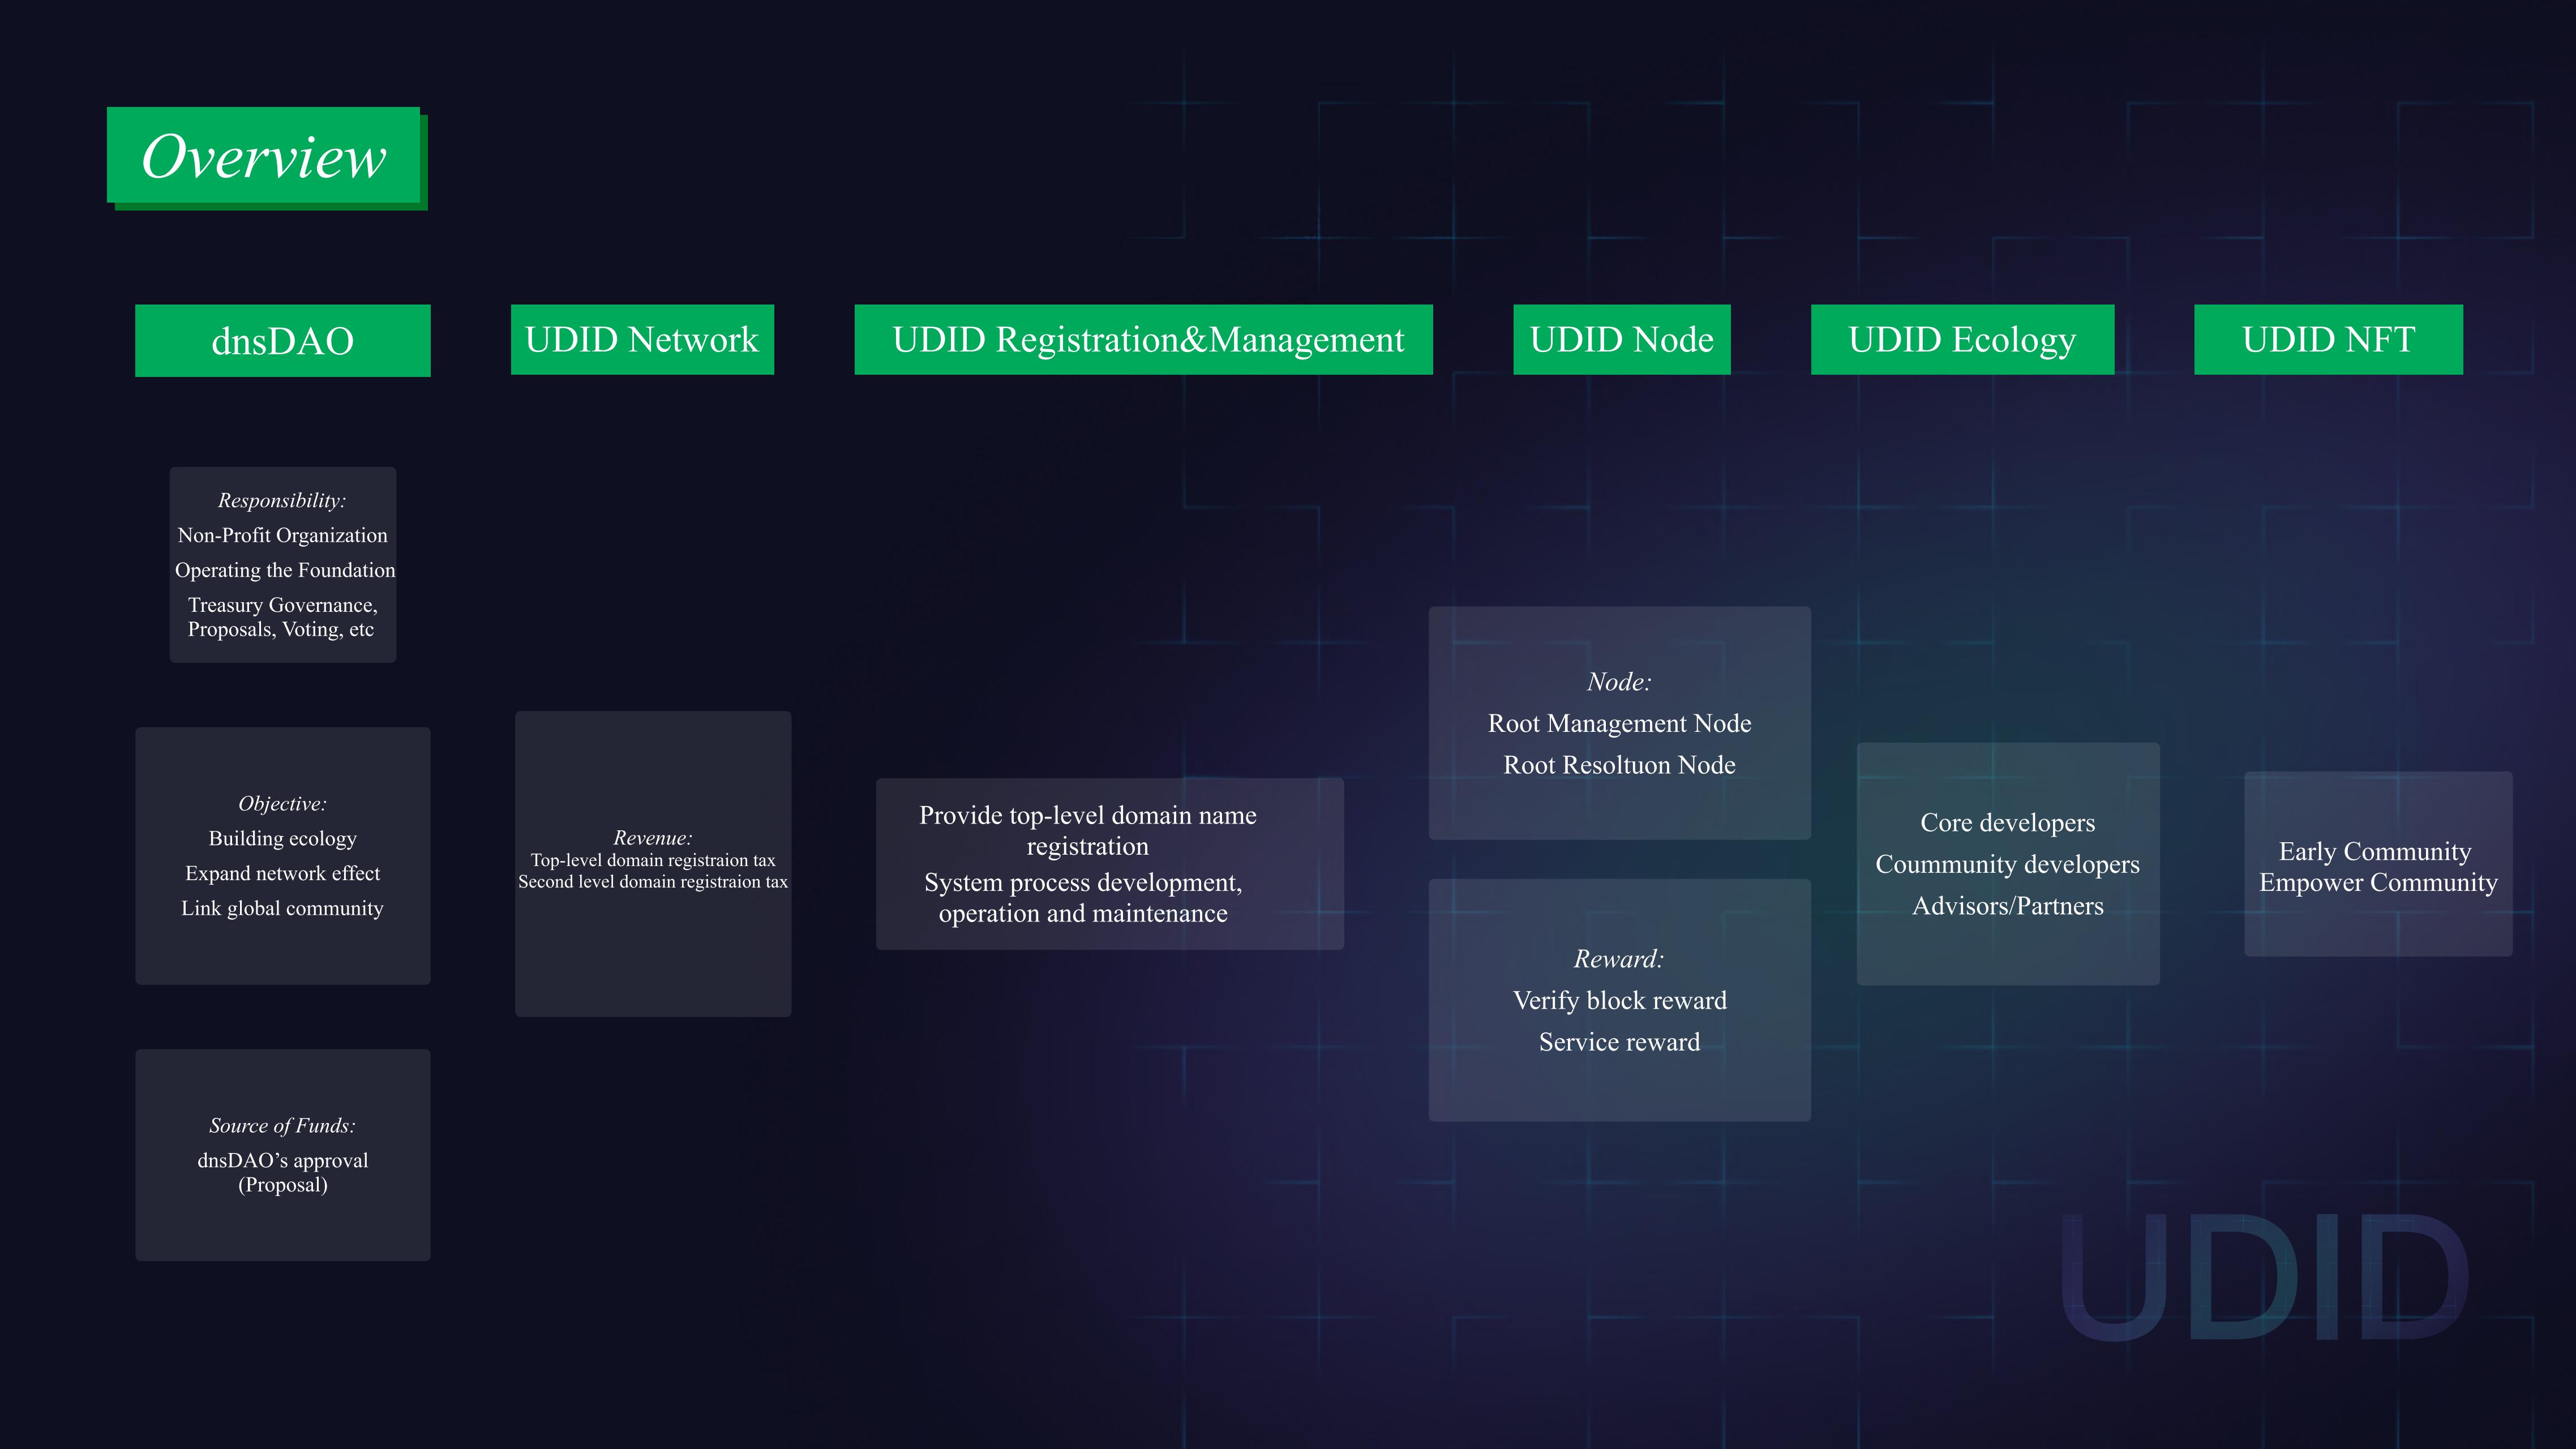 Overview
dnsDAO
UDID Network
UDID Registration&Management
UDID Node
UDID Ecology
UDID NFT
Responsibility:
Non-Profit Organization
Operating the Foundation
Treasury Governance,
Proposals, Voting, etc
Objective:
Building ecology
Expand network effect
Link global community
Source of Funds:
dnsDAO’s approval
(Proposal)
Revenue:
Top-level domain registraion tax
Second level domain registraion tax
Provide top-level domain name
registration
System process development,
operation and maintenance
Node:
Root Management Node
Root Resoltuon Node
Reward:
Verify block reward
Service reward
Core developers
Coummunity developers
Advisors/Partners
Early Community
Empower Community
UDID